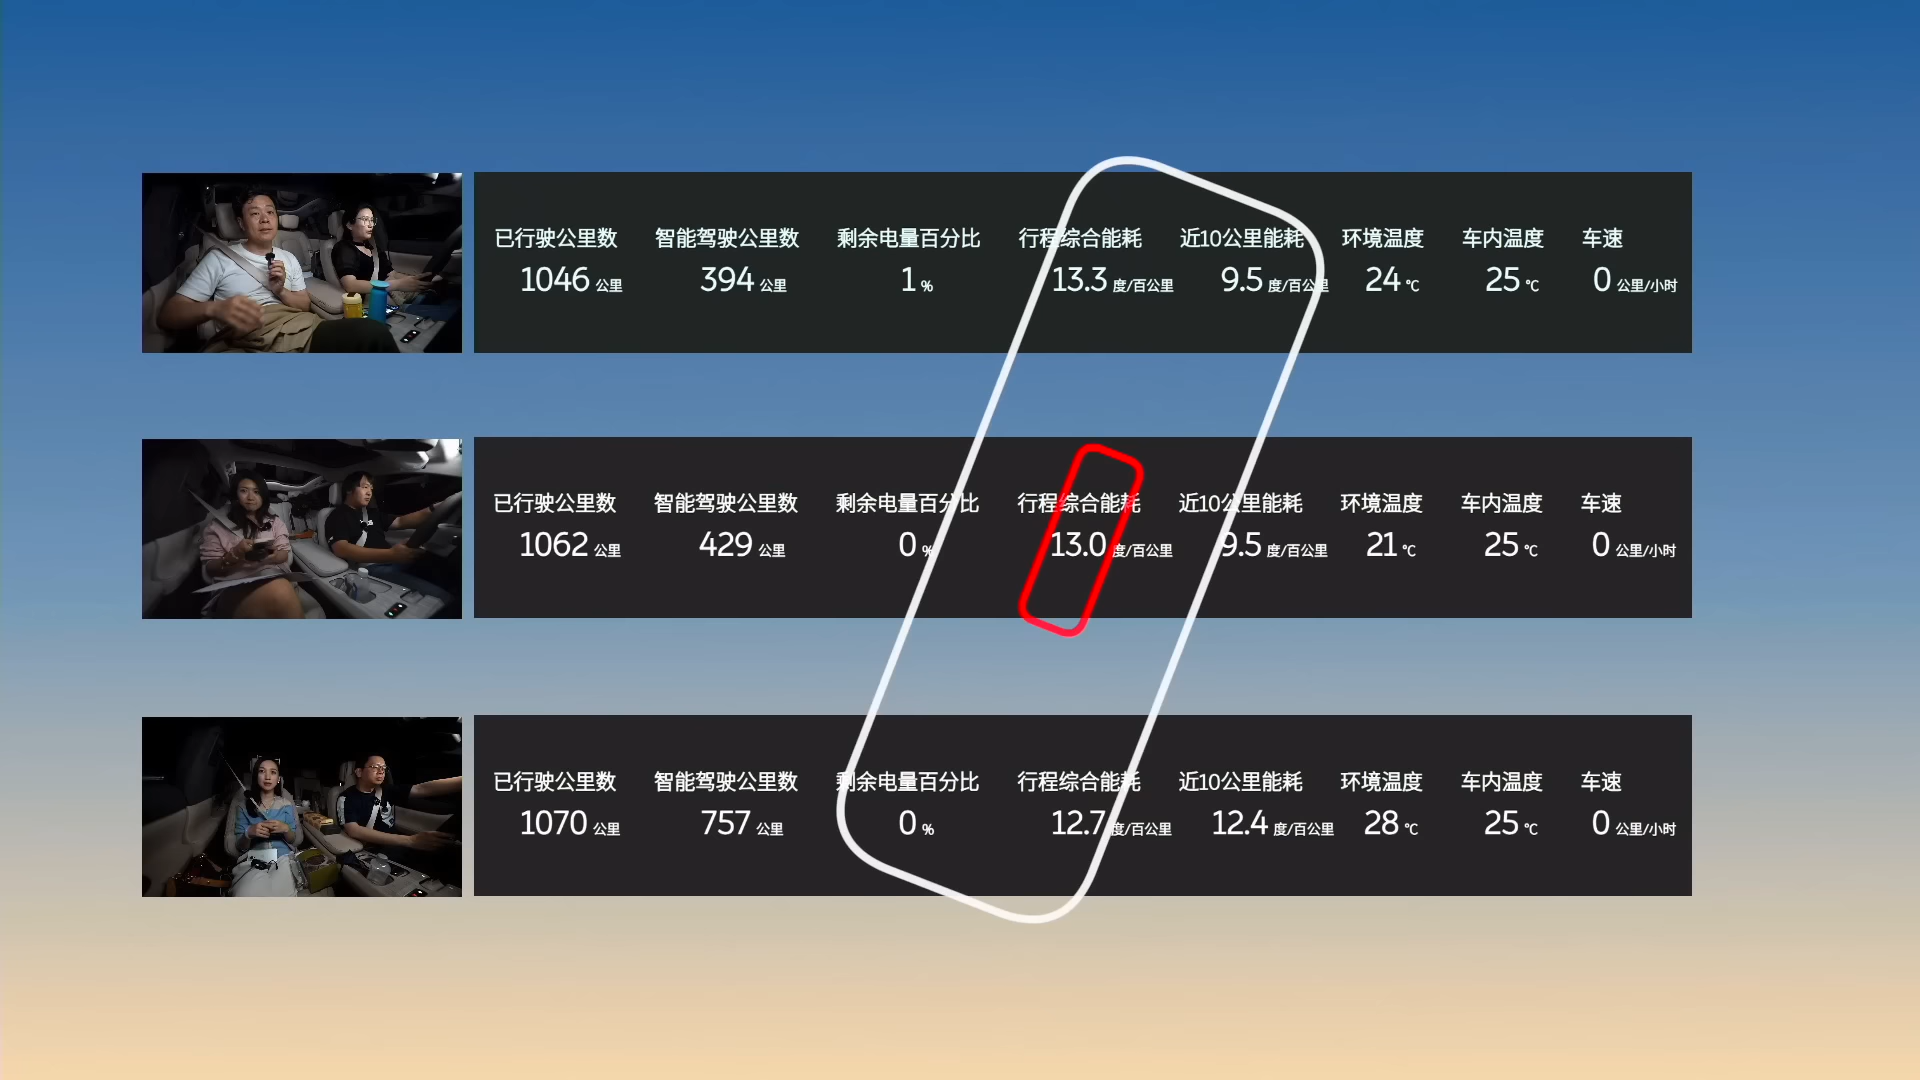 已行驶公里数 智能驾驶公里数 剩余电量百分比 行程综合能耗 近10公里能耗 环境温度 车内温度 车速
1046 公里 394 公里 1 % 13.3 度/百公里 9.5 度/百公里 24 ℃ 25 ℃ 0 公里/小时
已行驶公里数 智能驾驶公里数 剩余电量百分比 行程综合能耗 近10公里能耗 环境温度 车内温度 车速
1062 公里 429 公里 0 % 13.0 度/百公里 9.5 度/百公里 21 ℃ 25 ℃ 0 公里/小时
已行驶公里数 智能驾驶公里数 剩余电量百分比 行程综合能耗 近10公里能耗 环境温度 车内温度 车速
1070 公里 757 公里 0 % 12.7 度/百公里 12.4 度/百公里 28 ℃ 25 ℃ 0 公里/小时